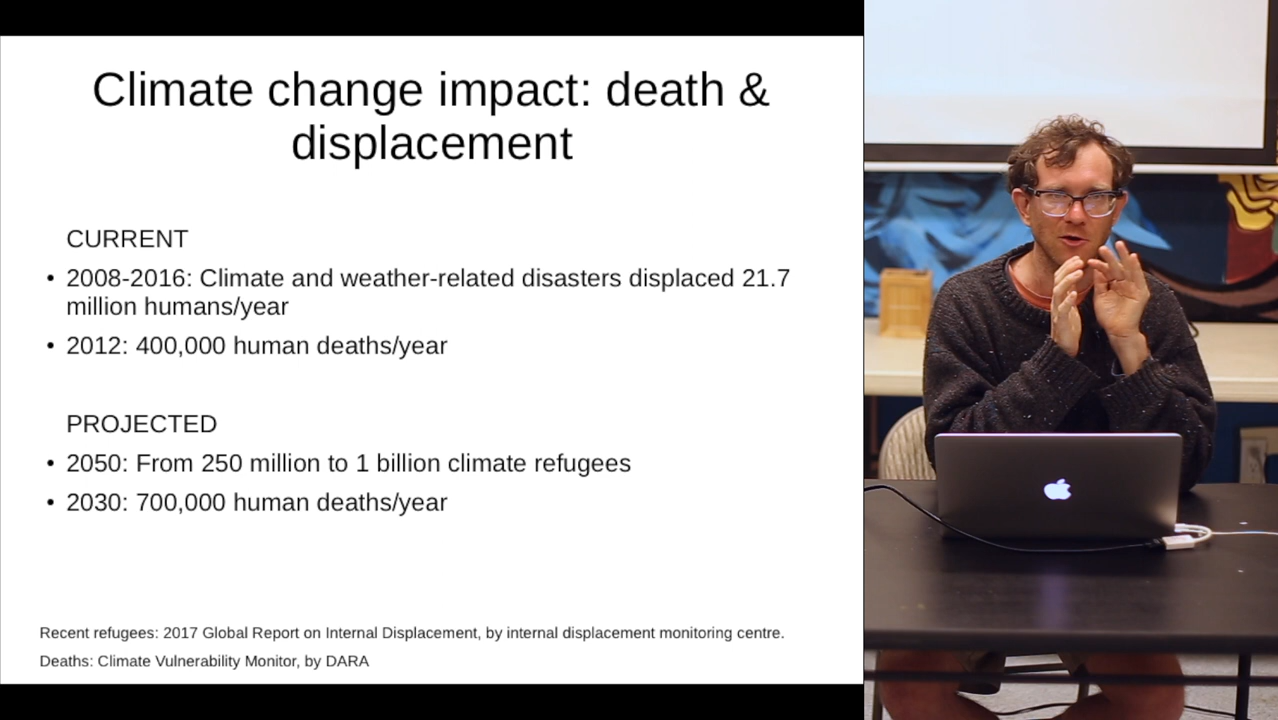 Climate change impact: death &
displacement
CURRENT
• 2008-2016: Climate and weather-related disasters displaced 21.7
million humans/year
• 2012: 400,000 human deaths/year
PROJECTED
• 2050: From 250 million to 1 billion climate refugees
• 2030: 700,000 human deaths/year
Recent refugees: 2017 Global Report on Internal Displacement, by internal displacement monitoring centre.
Deaths: Climate Vulnerability Monitor, by DARA